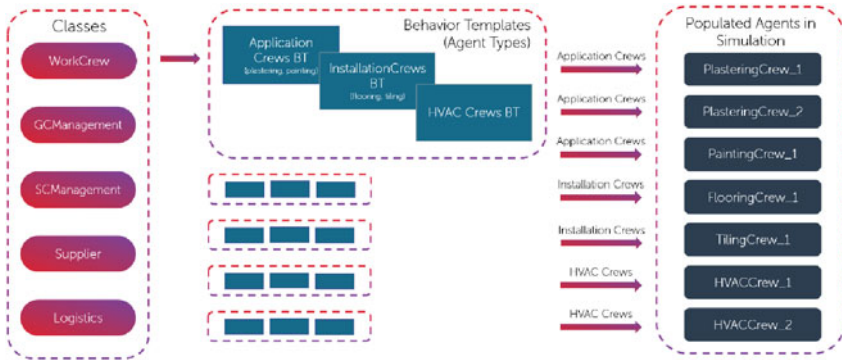 Classes
WorkCrew
GCManagement
SCManagement
Supplier
Logistics
Behavior Templates
(Agent Types)
Application
Crews BT
(plastering, painting)
InstallationCrews
BT
(flooring, tiling)
HVAC Crews BT
Application Crews
Application Crews
Application Crews
Installation Crews
Installation Crews
HVAC Crews
HVAC Crews
Populated Agents in
Simulation
PlasteringCrew_1
PlasteringCrew_2
PaintingCrew_1
FlooringCrew_1
TilingCrew_1
HVACCrew_1
HVACCrew_2